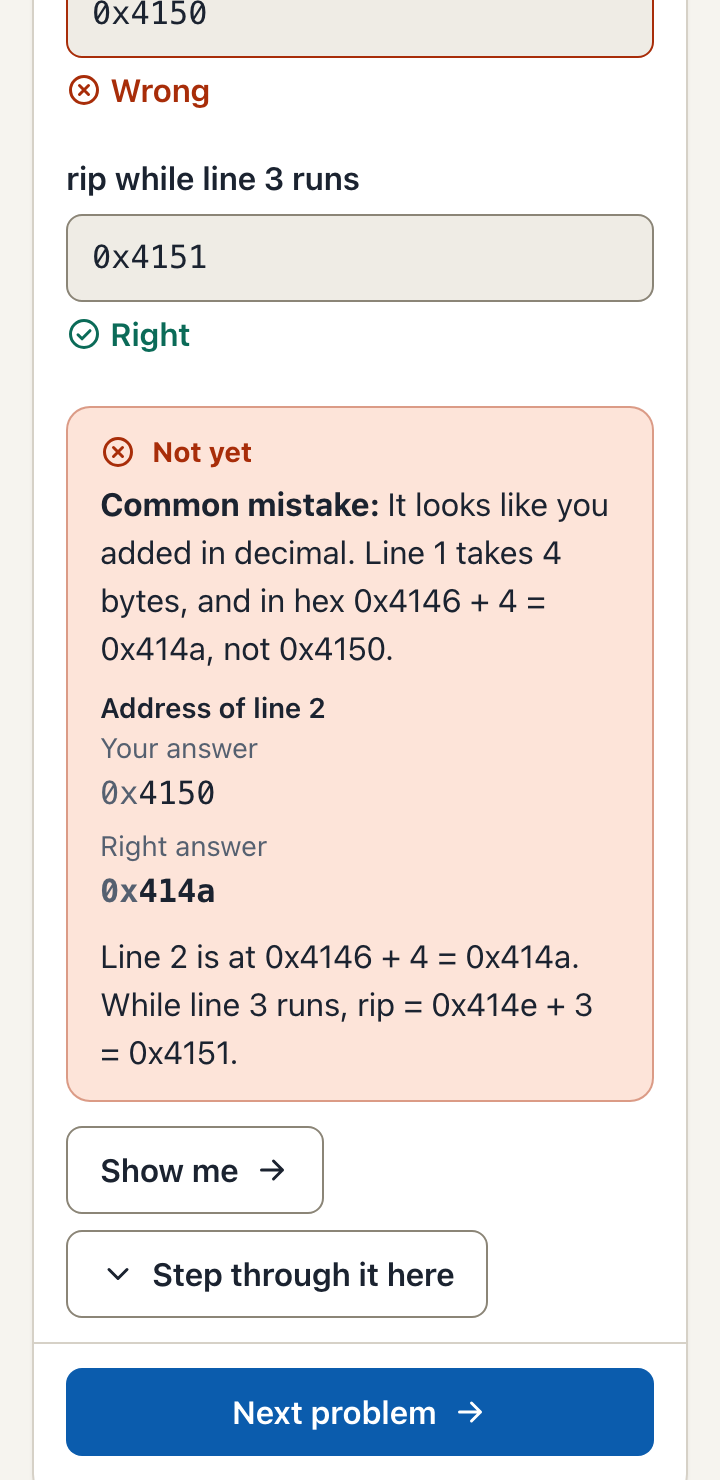 0x4150
Wrong
rip while line 3 runs
0x4151
Right
Not yet
Common mistake: It looks like you
added in decimal. Line 1 takes 4
bytes, and in hex 0x4146 + 4 =
0x414a, not 0x4150.
Address of line 2
Your answer
0x4150
Right answer
0x414a
Line 2 is at 0x4146 + 4 = 0x414a.
While line 3 runs, rip = 0x414e + 3
= 0x4151.
Show me
Step through it here
Next problem